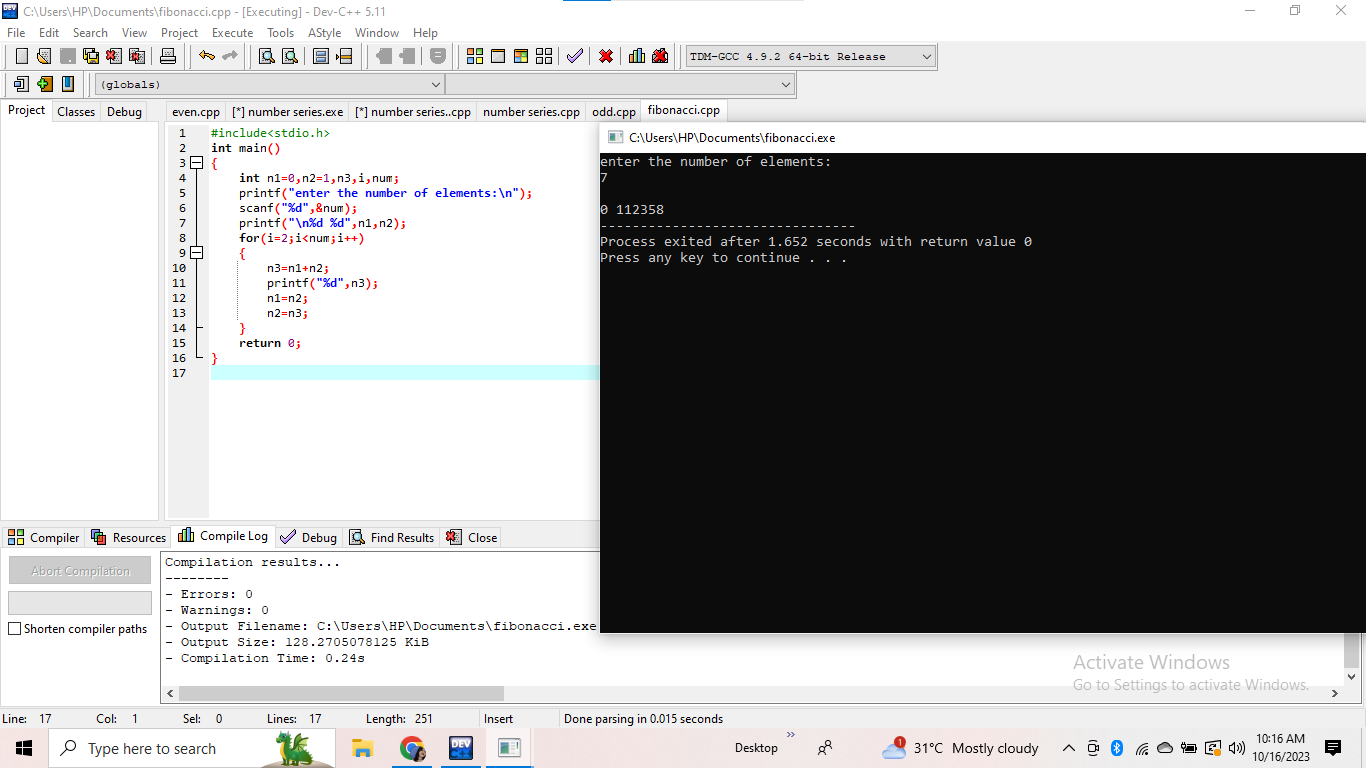 C:\Users\HP\Documents\fibonacci.cpp - [Executing] - Dev-C++ 5.11
File Edit Search View Project Execute Tools AStyle Window Help
TDM-GCC 4.9.2 64-bit Release
(globals)
Project Classes Debug
even.cpp [*] number series.exe [*] number series..cpp number series.cpp odd.cpp fibonacci.cpp
1 #include<stdio.h>
2 int main()
3 {
4 int n1=0,n2=1,n3,i,num;
5 printf("enter the number of elements:\n");
6 scanf("%d",&num);
7 printf("\n%d %d",n1,n2);
8 for(i=2;i<num;i++)
9 {
10 n3=n1+n2;
11 printf("%d",n3);
12 n1=n2;
13 n2=n3;
14 }
15 return 0;
16 }
17
C:\Users\HP\Documents\fibonacci.exe
enter the number of elements:
7
0 112358
--------------------------------
Process exited after 1.652 seconds with return value 0
Press any key to continue . . .
Compiler Resources Compile Log Debug Find Results Close
Abort Compilation
Shorten compiler paths
Compilation results...
--------
- Errors: 0
- Warnings: 0
- Output Filename: C:\Users\HP\Documents\fibonacci.exe
- Output Size: 128.2705078125 KiB
- Compilation Time: 0.24s
Activate Windows
Go to Settings to activate Windows.
Line: 17 Col: 1 Sel: 0 Lines: 17 Length: 251 Insert Done parsing in 0.015 seconds
Type here to search
DEV
Desktop
1
31°C Mostly cloudy
10:16 AM
10/16/2023